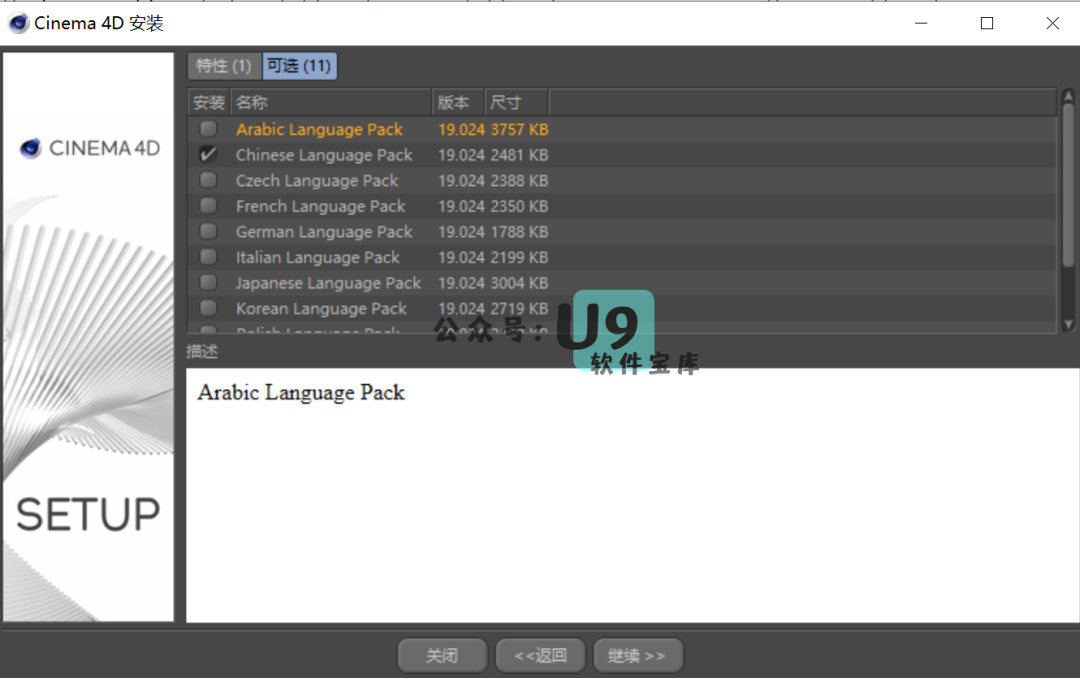 Cinema 4D 安装
特性 (1) 可选 (11)
安装 名称 版本 尺寸
Arabic Language Pack 19.024 3757 KB
Chinese Language Pack 19.024 2481 KB
Czech Language Pack 19.024 2388 KB
French Language Pack 19.024 2350 KB
German Language Pack 19.024 1788 KB
Italian Language Pack 19.024 2199 KB
Japanese Language Pack 19.024 3004 KB
Korean Language Pack 19.024 2719 KB
Polish Language Pack
公众号：U9
软件宝库
描述
Arabic Language Pack
CINEMA 4D
SETUP
关闭 <<返回 继续 >>